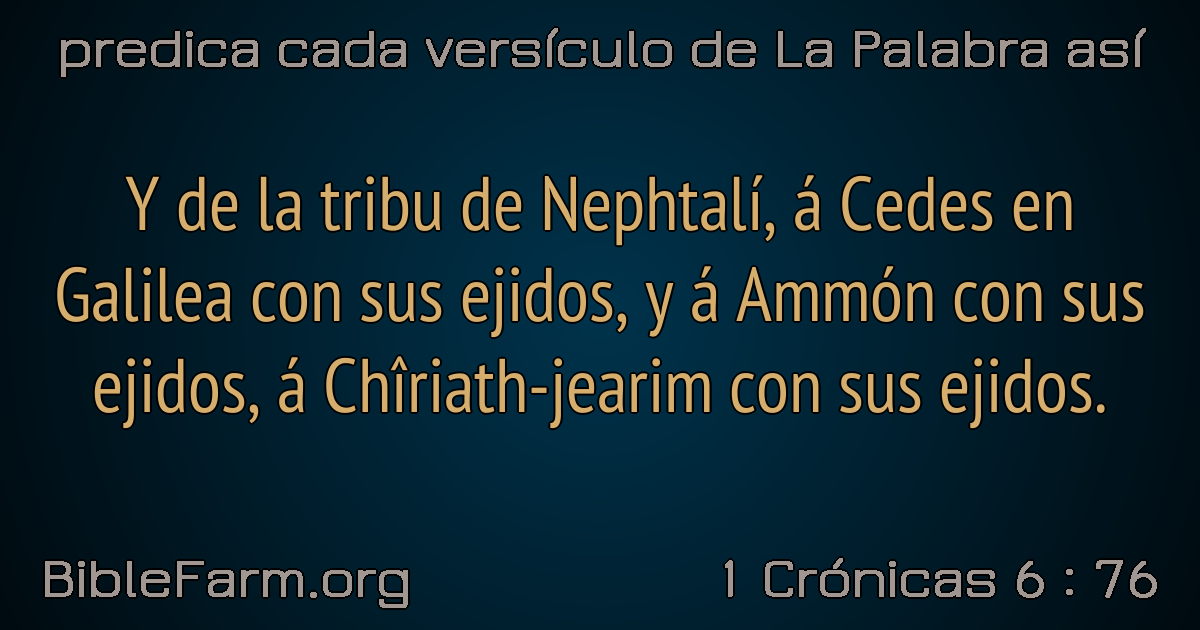 predica cada versículo de La Palabra así
Y de la tribu de Nephtalí, á Cedes en
Galilea con sus ejidos, y á Ammón con sus
ejidos, á Chîriath-jearim con sus ejidos.
BibleFarm.org
1 Crónicas 6 : 76